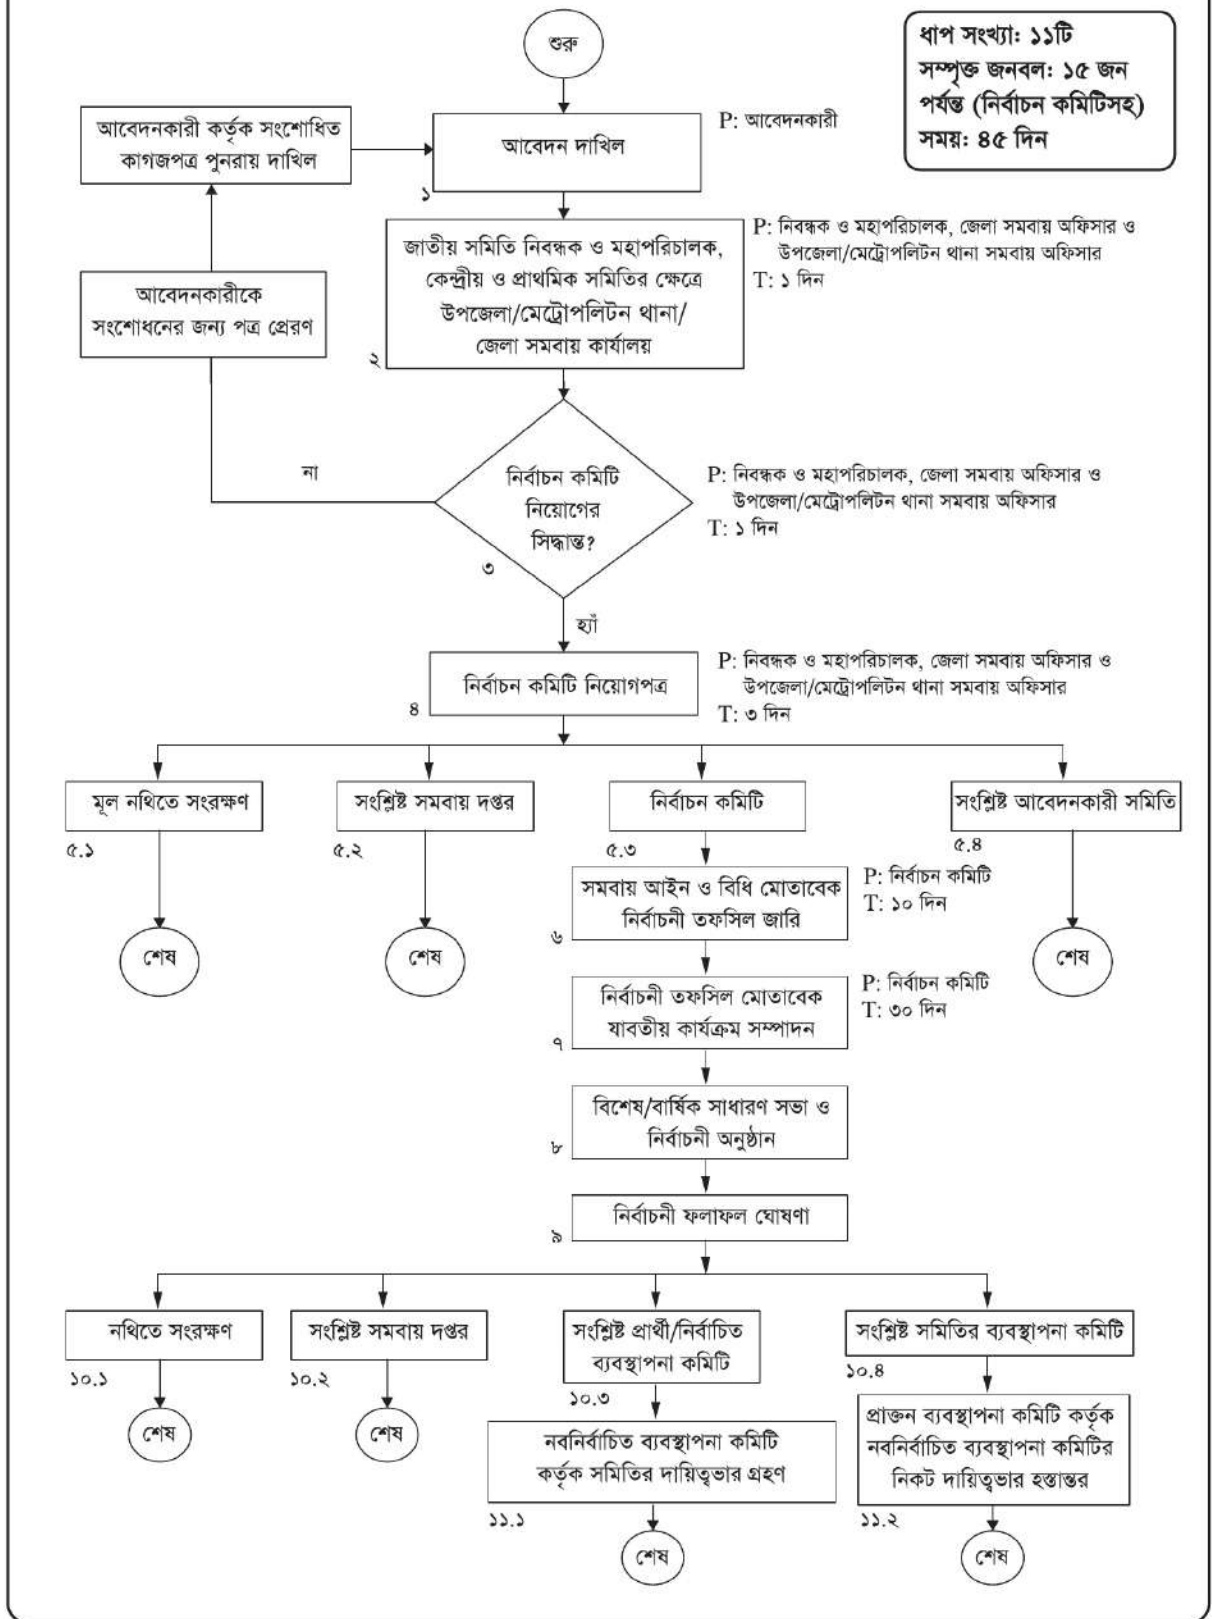 শুরু
ধাপ সংখ্যা: ১১টি
সম্পৃক্ত জনবল: ১৫ জন
পর্যন্ত (নির্বাচন কমিটিসহ)
সময়: ৪৫ দিন
আবেদনকারী কর্তৃক সংশোধিত
কাগজপত্র পুনরায় দাখিল
আবেদন দাখিল
P: আবেদনকারী
১
জাতীয় সমিতি নিবন্ধক ও মহাপরিচালক,
কেন্দ্রীয় ও প্রাথমিক সমিতির ক্ষেত্রে
উপজেলা/মেট্রোপলিটন থানা/
জেলা সমবায় কার্যালয়
২
P: নিবন্ধক ও মহাপরিচালক, জেলা সমবায় অফিসার ও
উপজেলা/মেট্রোপলিটন থানা সমবায় অফিসার
T: ১ দিন
আবেদনকারীকে
সংশোধনের জন্য পত্র প্রেরণ
না
নির্বাচন কমিটি
নিয়োগের
সিদ্ধান্ত?
৩
P: নিবন্ধক ও মহাপরিচালক, জেলা সমবায় অফিসার ও
উপজেলা/মেট্রোপলিটন থানা সমবায় অফিসার
T: ১ দিন
হ্যাঁ
নির্বাচন কমিটি নিয়োগপত্র
৪
P: নিবন্ধক ও মহাপরিচালক, জেলা সমবায় অফিসার ও
উপজেলা/মেট্রোপলিটন থানা সমবায় অফিসার
T: ৩ দিন
মূল নথিতে সংরক্ষণ
৫.১
শেষ
সংশ্লিষ্ট সমবায় দপ্তর
৫.২
শেষ
নির্বাচন কমিটি
৫.৩
সংশ্লিষ্ট আবেদনকারী সমিতি
৫.৪
শেষ
সমবায় আইন ও বিধি মোতাবেক
নির্বাচনী তফসিল জারি
৬
P: নির্বাচন কমিটি
T: ১০ দিন
নির্বাচনী তফসিল মোতাবেক
যাবতীয় কার্যক্রম সম্পাদন
৭
P: নির্বাচন কমিটি
T: ৩০ দিন
বিশেষ/বার্ষিক সাধারণ সভা ও
নির্বাচনী অনুষ্ঠান
৮
নির্বাচনী ফলাফল ঘোষণা
৯
নথিতে সংরক্ষণ
১০.১
শেষ
সংশ্লিষ্ট সমবায় দপ্তর
১০.২
শেষ
সংশ্লিষ্ট প্রার্থী/নির্বাচিত
ব্যবস্থাপনা কমিটি
১০.৩
সংশ্লিষ্ট সমিতির ব্যবস্থাপনা কমিটি
১০.৪
নবনির্বাচিত ব্যবস্থাপনা কমিটি
কর্তৃক সমিতির দায়িত্বভার গ্রহণ
১১.১
শেষ
প্রাক্তন ব্যবস্থাপনা কমিটি কর্তৃক
নবনির্বাচিত ব্যবস্থাপনা কমিটির
নিকট দায়িত্বভার হস্তান্তর
১১.২
শেষ